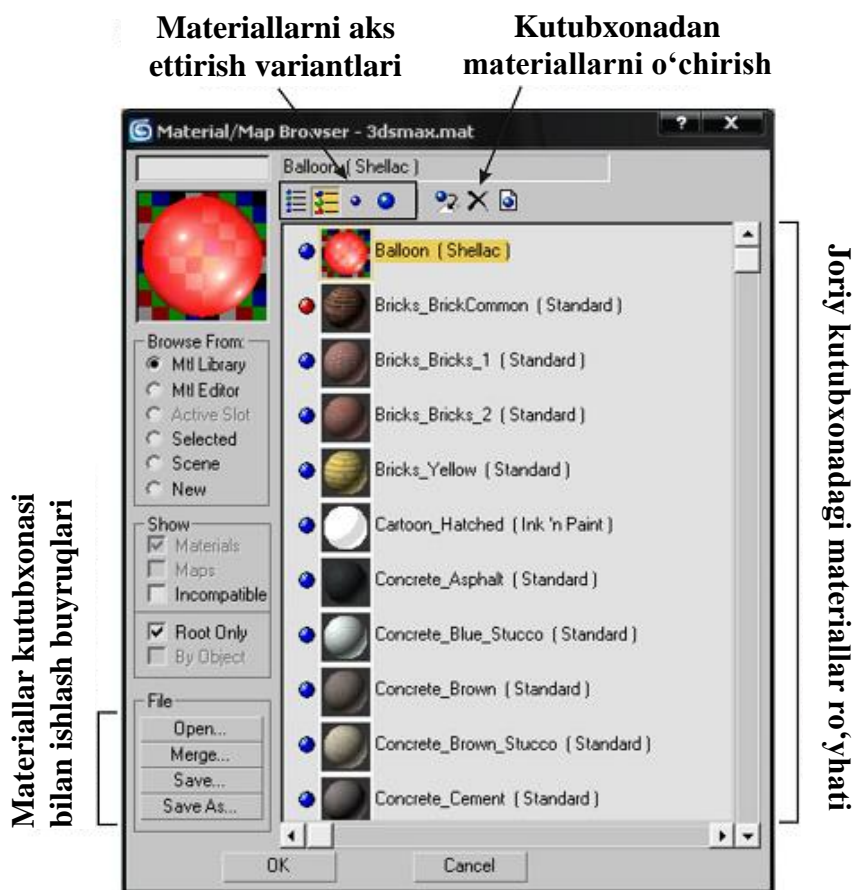 Materiallarni aks
ettirish variantlari
Kutubxonadan
materiallarni o‘chirish
Material/Map Browser - 3dsmax.mat
? X
Balloon ( Shellac )
Balloon ( Shellac )
Bricks_BrickCommon ( Standard )
Bricks_Bricks_1 ( Standard )
Bricks_Bricks_2 ( Standard )
Bricks_Yellow ( Standard )
Cartoon_Hatched ( Ink 'n Paint )
Concrete_Asphalt ( Standard )
Concrete_Blue_Stucco ( Standard )
Concrete_Brown ( Standard )
Concrete_Brown_Stucco ( Standard )
Concrete_Cement ( Standard )
Browse From:
Mtl Library
Mtl Editor
Active Slot
Selected
Scene
New
Show
Materials
Maps
Incompatible
Root Only
By Object
File
Open...
Merge...
Save...
Save As...
OK
Cancel
Materiallar kutubxonasi
bilan ishlash buyruqlari
Joriy kutubxonadagi materiallar ro‘yhati